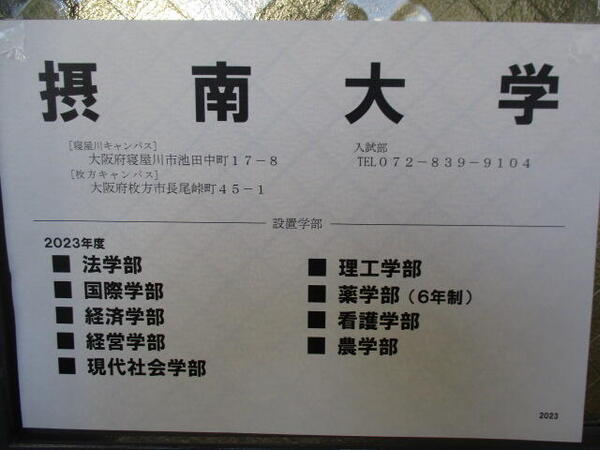 摂南大学
[寝屋川キャンパス]
大阪府寝屋川市池田中町17-8
[枚方キャンパス]
大阪府枚方市長尾峠町45-1
入試部
TEL072-839-9104
設置学部
2023年度
■ 法学部
■ 国際学部
■ 経済学部
■ 経営学部
■ 現代社会学部
■ 理工学部
■ 薬学部(6年制)
■ 看護学部
■ 農学部
2023